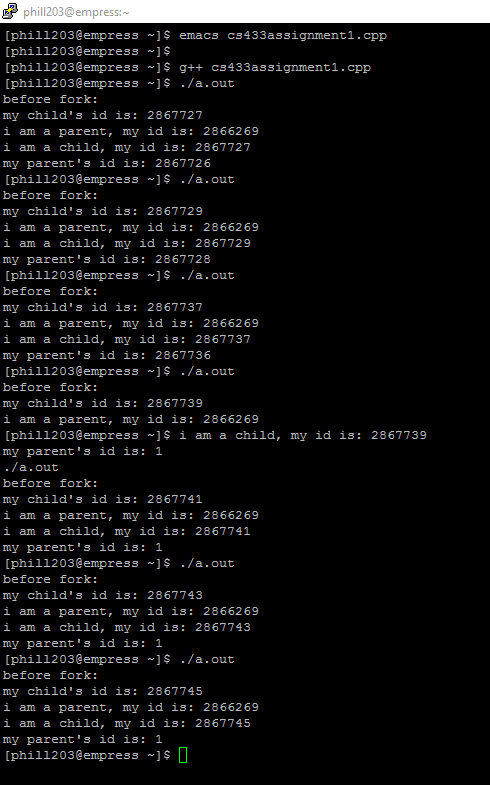 phill203@empress:~
[phill203@empress ~]$ emacs cs433assignment1.cpp
[phill203@empress ~]$
[phill203@empress ~]$ g++ cs433assignment1.cpp
[phill203@empress ~]$ ./a.out
before fork:
my child's id is: 2867727
i am a parent, my id is: 2866269
i am a child, my id is: 2867727
my parent's id is: 2867726
[phill203@empress ~]$ ./a.out
before fork:
my child's id is: 2867729
i am a parent, my id is: 2866269
i am a child, my id is: 2867729
my parent's id is: 2867728
[phill203@empress ~]$ ./a.out
before fork:
my child's id is: 2867737
i am a parent, my id is: 2866269
i am a child, my id is: 2867737
my parent's id is: 2867736
[phill203@empress ~]$ ./a.out
before fork:
my child's id is: 2867739
i am a parent, my id is: 2866269
[phill203@empress ~]$ i am a child, my id is: 2867739
my parent's id is: 1
./a.out
before fork:
my child's id is: 2867741
i am a parent, my id is: 2866269
i am a child, my id is: 2867741
my parent's id is: 1
[phill203@empress ~]$ ./a.out
before fork:
my child's id is: 2867743
i am a parent, my id is: 2866269
i am a child, my id is: 2867743
my parent's id is: 1
[phill203@empress ~]$ ./a.out
before fork:
my child's id is: 2867745
i am a parent, my id is: 2866269
i am a child, my id is: 2867745
my parent's id is: 1
[phill203@empress ~]$